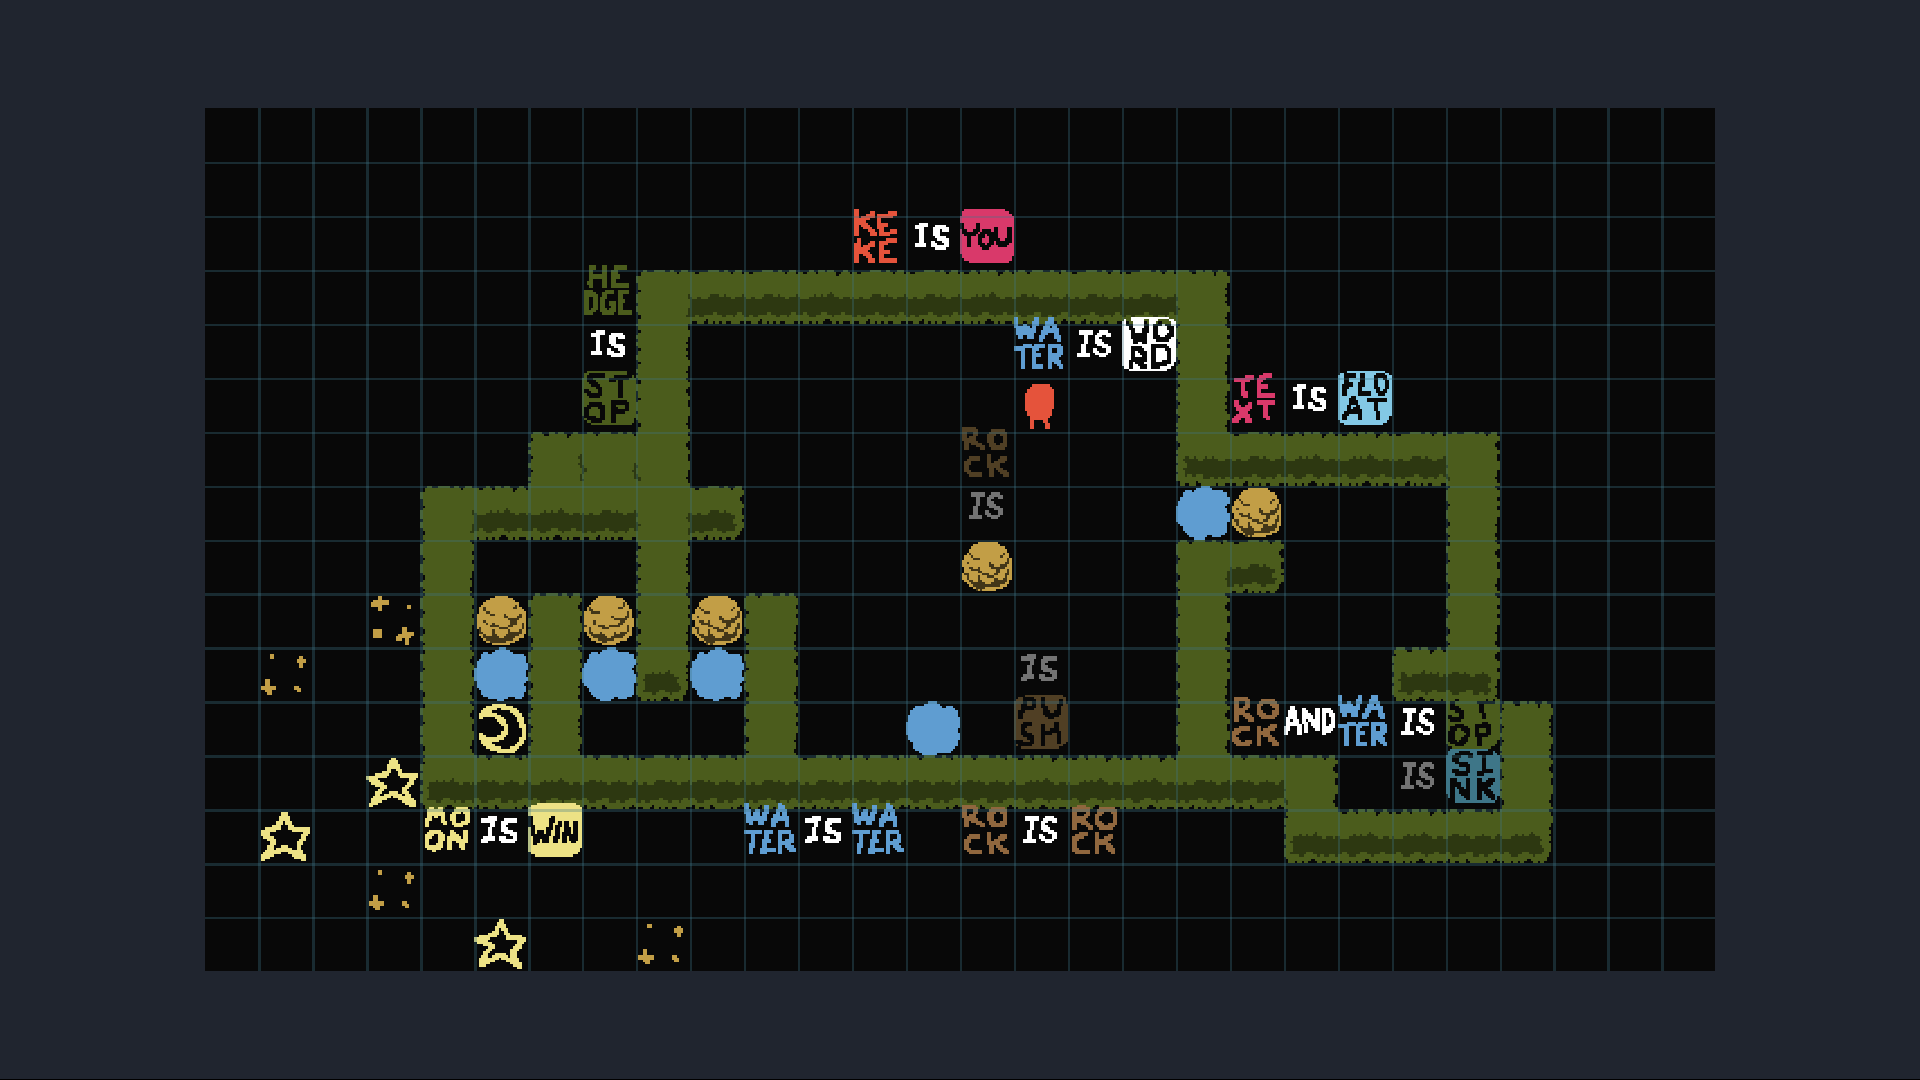 KEKE IS YOU
HEDGE IS STOP
WATER IS WORD
TEXT IS FLOAT
ROCK IS
IS PUSH
ROCK AND WATER IS STOP
IS SINK
MOON IS WIN
WATER IS WATER
ROCK IS ROCK